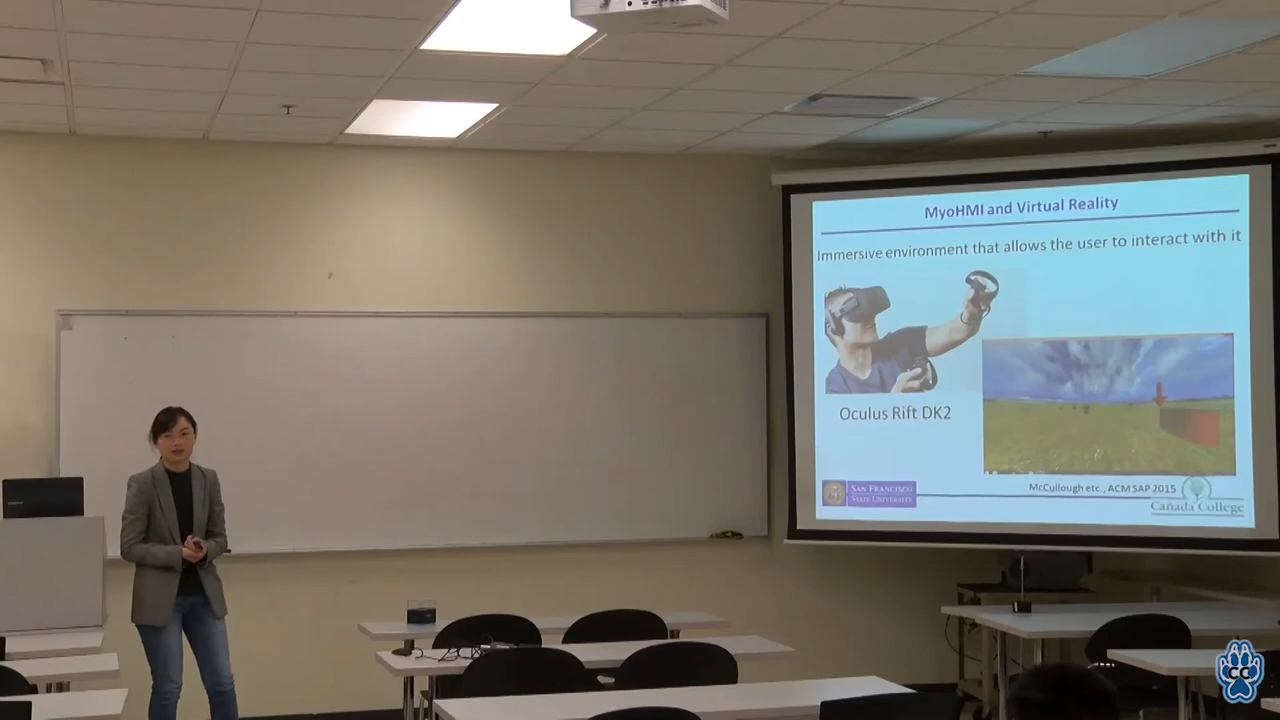 MyoHMI and Virtual Reality
Immersive environment that allows the user to interact with it
Oculus Rift DK2
McCullough etc., ACM SAP 2015
SAN FRANCISCO
STATE UNIVERSITY
Cañada College
CC